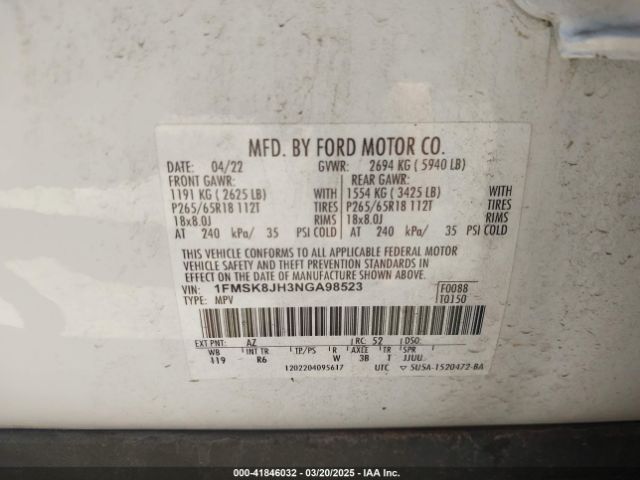 MFD. BY FORD MOTOR CO.
DATE: 04/22 GVWR: 2694 KG ( 5940 LB)
FRONT GAWR: REAR GAWR:
1191 KG ( 2625 LB) WITH 1554 KG ( 3425 LB) WITH
P265/65R18 112T TIRES P265/65R18 112T TIRES
18x8.0J RIMS 18x8.0J RIMS
AT 240 kPa/ 35 PSI COLD AT 240 kPa/ 35 PSI COLD
THIS VEHICLE CONFORMS TO ALL APPLICABLE FEDERAL MOTOR
VEHICLE SAFETY AND THEFT PREVENTION STANDARDS IN
EFFECT ON THE DATE OF MANUFACTURE SHOWN ABOVE.
VIN: 1FMSK8JH3NGA98523 F0088
TYPE: MPV T0150
EXT PNT: AZ RC: 52 DSO:
WB INT TR TP/PS R AXLE TR SPR
119 R6 W 3B T JJUU
1202204095617 UTC ▽ SU5A-1520472-BA
000-41846032 — 03/20/2025 — IAA Inc.